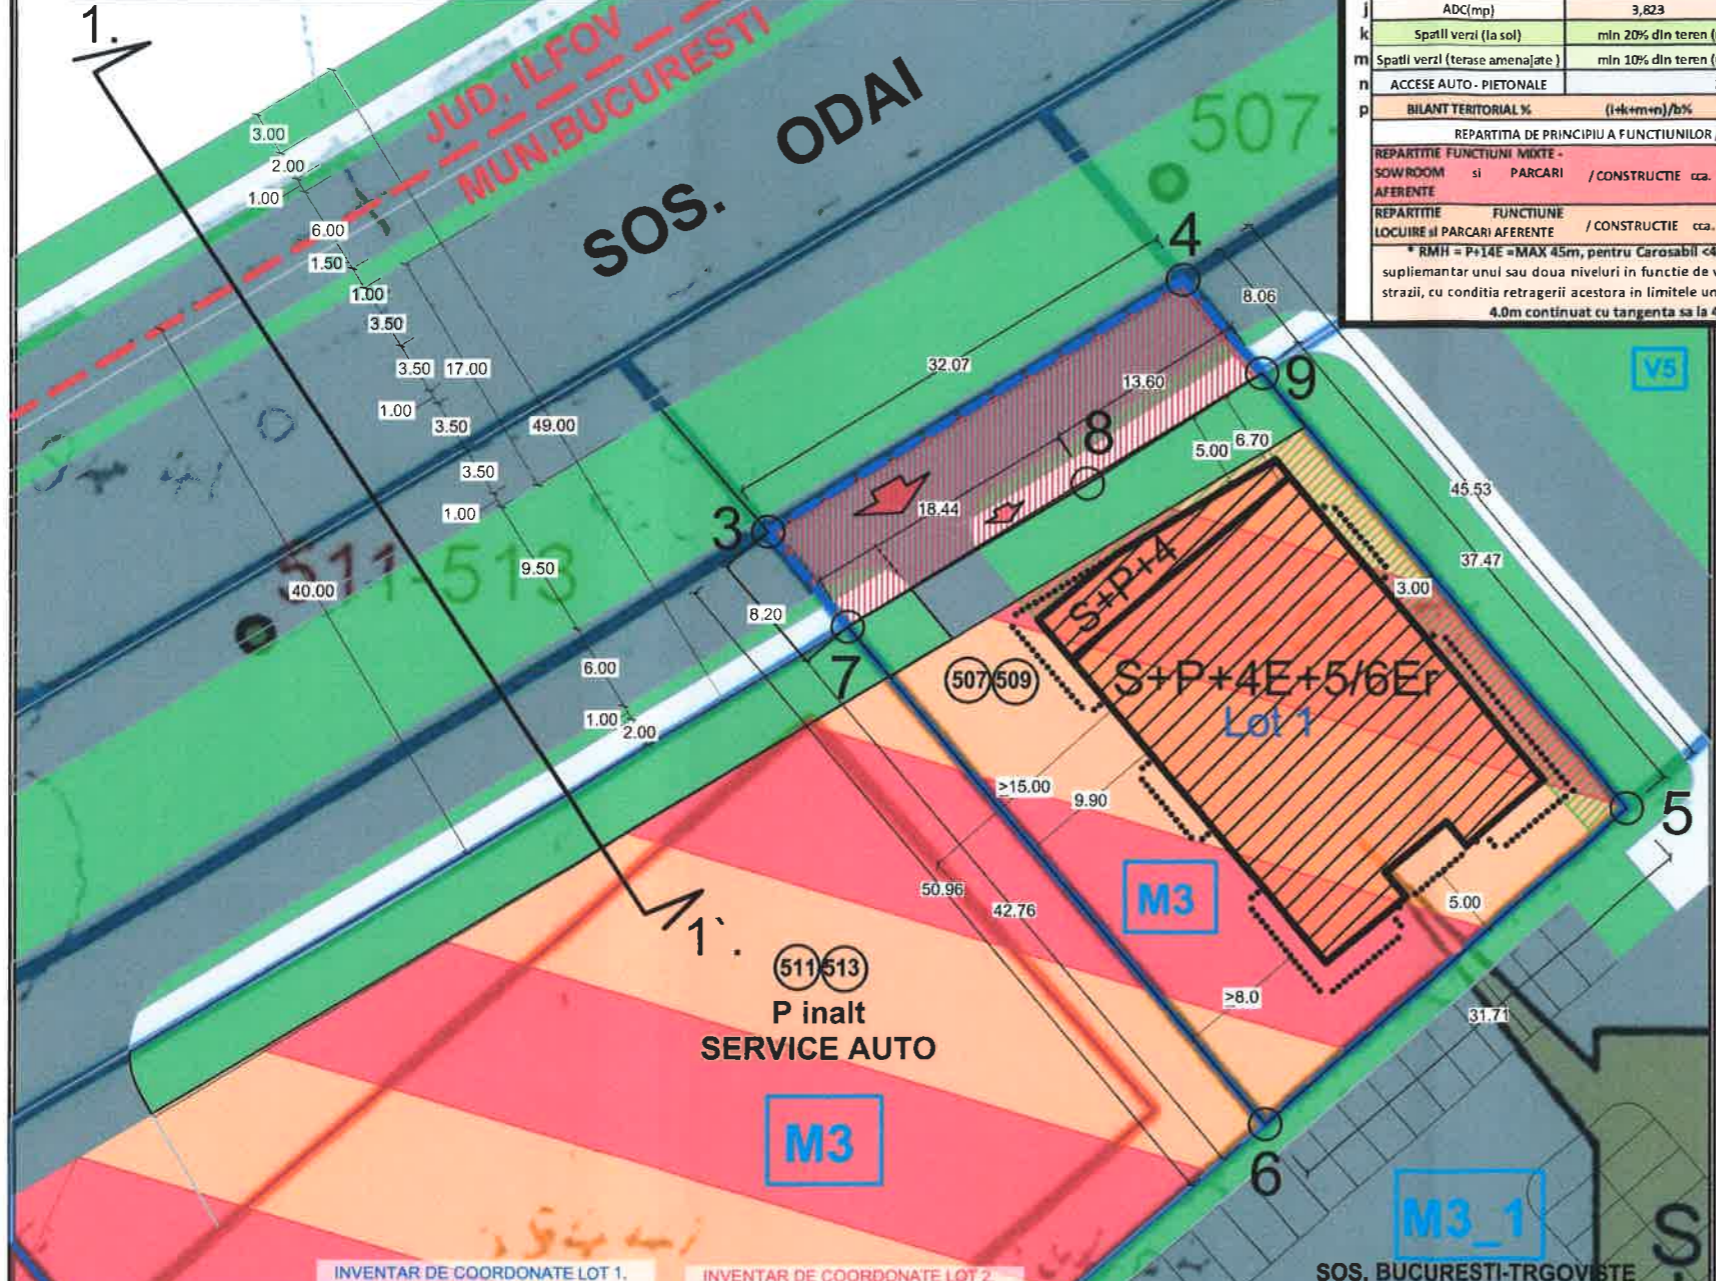 1.
JUD. ILFOV
MUN.BUCURESTI
SOS. ODAI
507-
j ADC(mp) 3,823
k Spatii verzi (la sol) min 20% din teren (
m Spatii verzi (terase amenajate) min 10% din teren (
n ACCESE AUTO - PIETONALE
p BILANT TERITORIAL % (i+k+m+n)/b%
REPARTITIA DE PRINCIPIU A FUNCTIUNILOR
REPARTITIE FUNCTIUNI MIXTE -
SOWROOM si PARCARI / CONSTRUCTIE cca.
AFERENTE
REPARTITIE FUNCTIUNE
LOCUIRE si PARCARI AFERENTE / CONSTRUCTIE cca.
* RMH = P+14E =MAX 45m, pentru Carosabil <4
supliemantar unui sau doua niveluri in functie de v
strazii, cu conditia retragerii acestora in limitele un
4.0m continuat cu tangenta sa la 4
V5
3.00
2.00
1.00
6.00
1.50
1.00
3.50
3.50 17.00
1.00
3.50 49.00
3.50
1.00
9.50
40.00
6.00
1.00
2.00
511-513
4
8.06
32.07
13.60
9
8
6.70
5.00
45.53
18.44
3
37.47
3.00
8.20
7
S+P+4
507 509
S+P+4E+5/6Er
Lot 1
>15.00
9.90
5
50.96
42.76
M3
5.00
1`.
511 513
P inalt
SERVICE AUTO
≥8.0
31.71
M3
6
M3_1
S
SOS. BUCURESTI-TRGOVISTE
INVENTAR DE COORDONATE LOT 1.
INVENTAR DE COORDONATE LOT 2.